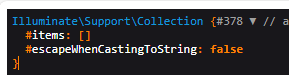 Illuminate\Support\Collection {#378 ▼ // a
#items: []
#escapeWhenCastingToString: false
}